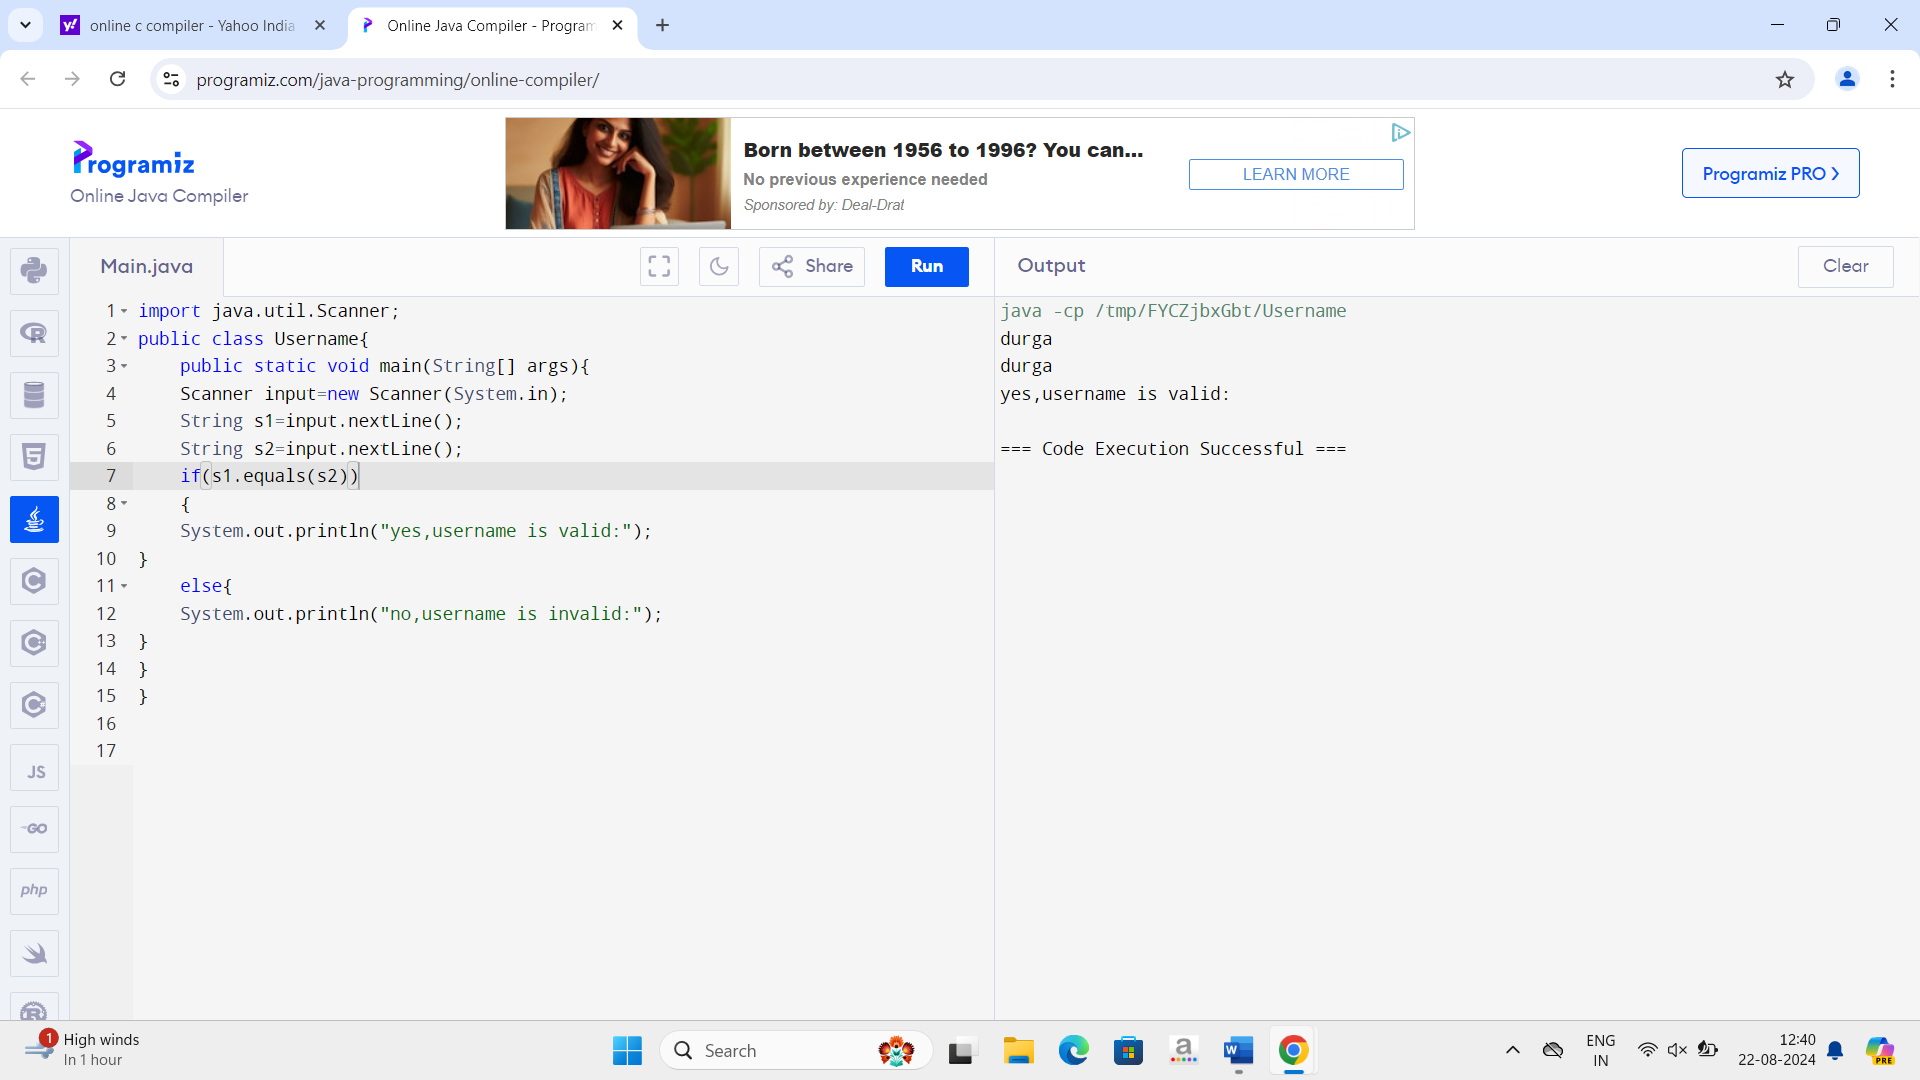 online c compiler - Yahoo India
Online Java Compiler - Program
programiz.com/java-programming/online-compiler/
Programiz
Online Java Compiler
Born between 1956 to 1996? You can...
No previous experience needed
Sponsored by: Deal-Drat
LEARN MORE
Programiz PRO >
Main.java
Share
Run
Output
Clear
1 import java.util.Scanner;
2 public class Username{
3 public static void main(String[] args){
4 Scanner input=new Scanner(System.in);
5 String s1=input.nextLine();
6 String s2=input.nextLine();
7 if(s1.equals(s2))
8 {
9 System.out.println("yes,username is valid:");
10 }
11 else{
12 System.out.println("no,username is invalid:");
13 }
14 }
15 }
16
17
java -cp /tmp/FYCZjbxGbt/Username
durga
durga
yes,username is valid:
=== Code Execution Successful ===
JS
GO
php
1
High winds
In 1 hour
Search
a
W
ENG
IN
12:40
22-08-2024
PRE